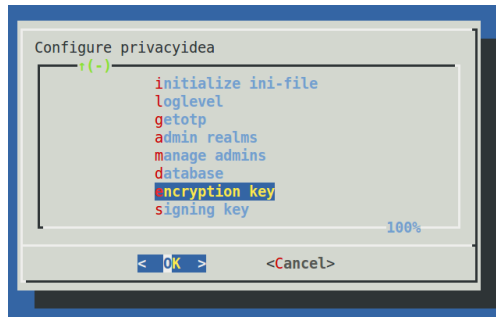 Configure privacyidea
↑(-)
initialize ini-file
loglevel
getotp
admin realms
manage admins
database
encryption key
signing key
100%
< OK > <Cancel>